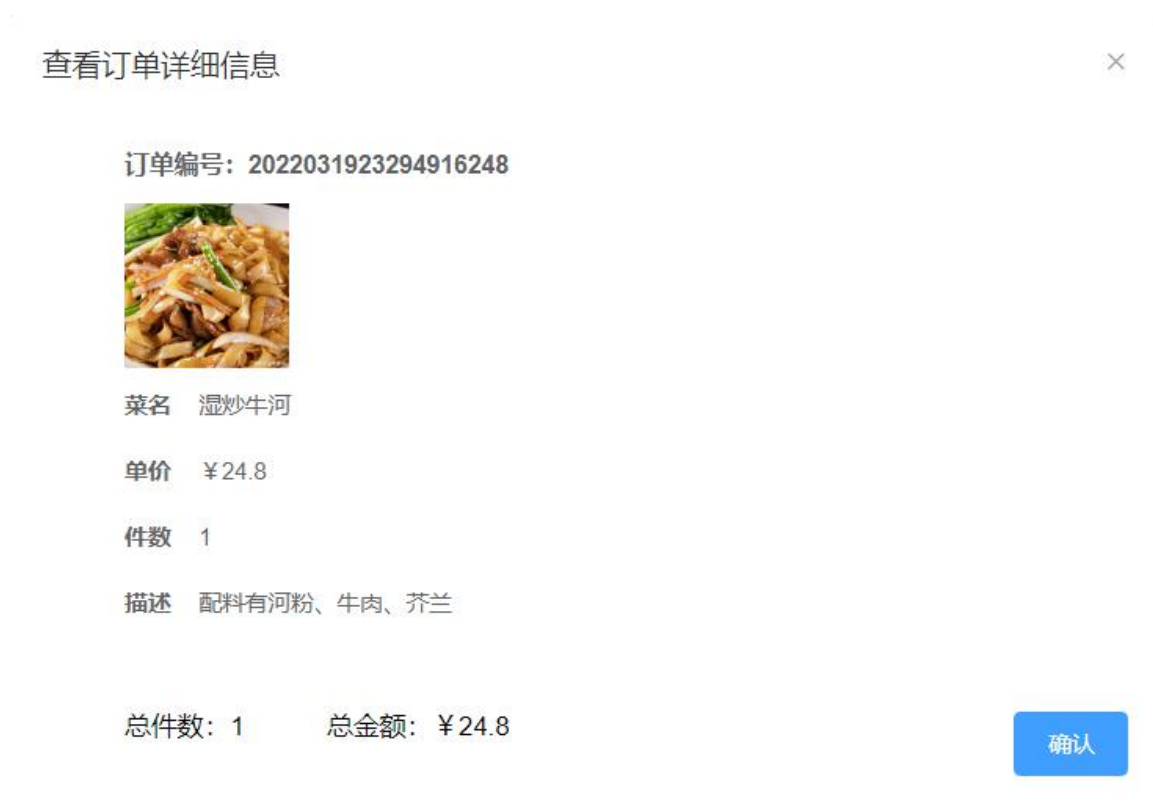 查看订单详细信息
订单编号：2022031923294916248
菜名 湿炒牛河
单价 ￥24.8
件数 1
描述 配料有河粉、牛肉、芥兰
总件数：1 总金额：￥24.8
确认